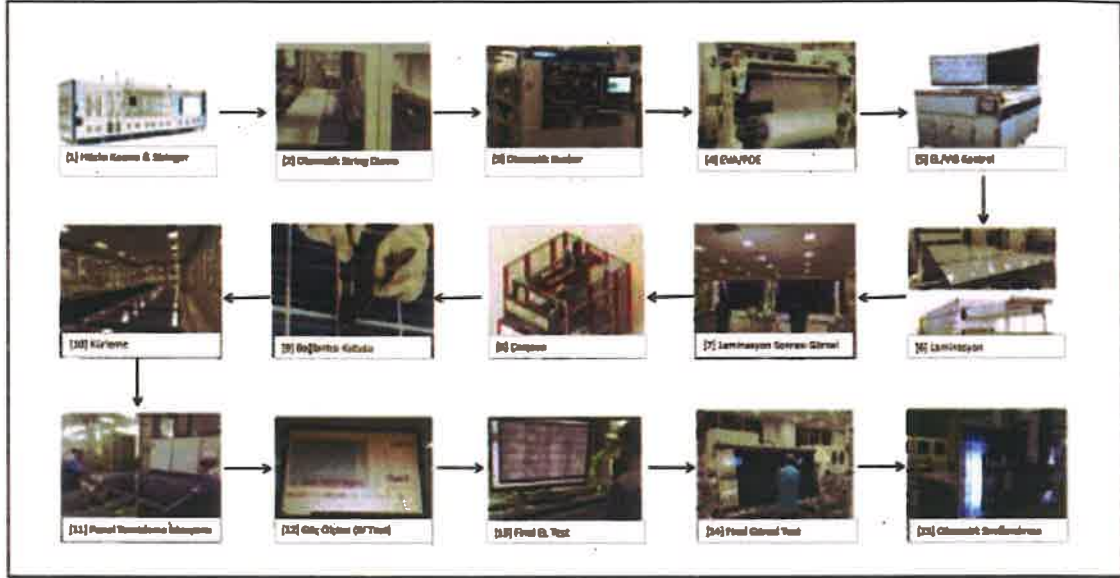 [1] Hücre Kesme & Stringer
[2] Otomatik String Dizme
[3] Otomatik
[4] EVA/POE
[5] EL/VIS Kontrol
[10] Kürleme
[9] Bağlantı Kutusu
[8] Çerçeve
[7] Laminasyon Sonrası Görsel
[6] Laminasyon
[11] Panel Temizleme İstasyonu
[12] Güç Ölçümü (IV Test)
[13] Final EL Test
[14] Final Görsel Test
[15] Otomatik Sınıflandırma